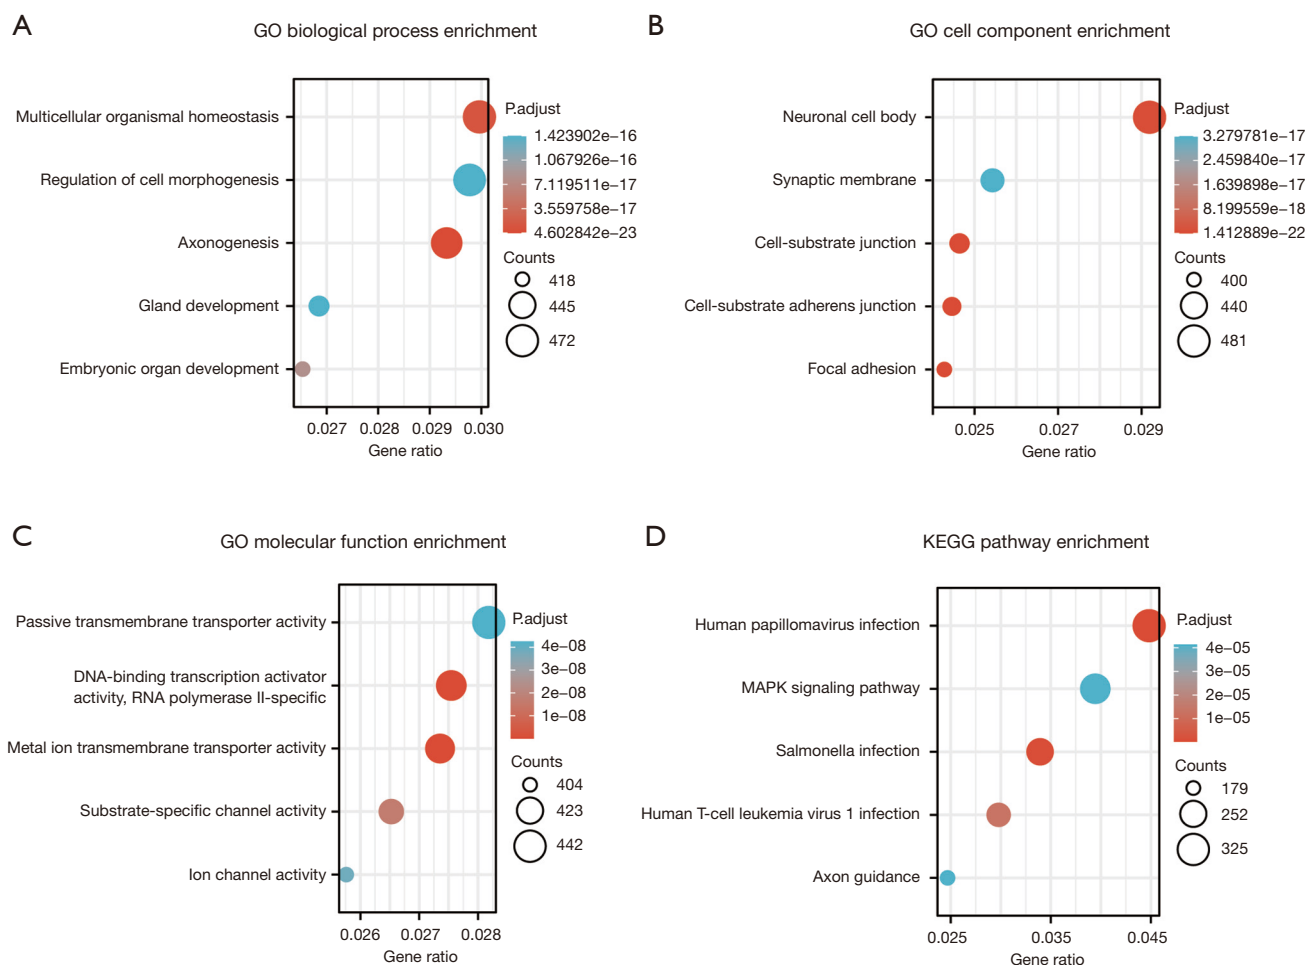 A
GO biological process enrichment
Multicellular organismal homeostasis
Regulation of cell morphogenesis
Axonogenesis
Gland development
Embryonic organ development
0.027 0.028 0.029 0.030
Gene ratio
P.adjust
1.423902e−16
1.067926e−16
7.119511e−17
3.559758e−17
4.602842e−23
Counts
418
445
472
B
GO cell component enrichment
Neuronal cell body
Synaptic membrane
Cell-substrate junction
Cell-substrate adherens junction
Focal adhesion
0.025 0.027 0.029
Gene ratio
P.adjust
3.279781e−17
2.459840e−17
1.639898e−17
8.199559e−18
1.412889e−22
Counts
400
440
481
C
GO molecular function enrichment
Passive transmembrane transporter activity
DNA-binding transcription activator
activity, RNA polymerase II-specific
Metal ion transmembrane transporter activity
Substrate-specific channel activity
Ion channel activity
0.026 0.027 0.028
Gene ratio
P.adjust
4e−08
3e−08
2e−08
1e−08
Counts
404
423
442
D
KEGG pathway enrichment
Human papillomavirus infection
MAPK signaling pathway
Salmonella infection
Human T-cell leukemia virus 1 infection
Axon guidance
0.025 0.035 0.045
Gene ratio
P.adjust
4e−05
3e−05
2e−05
1e−05
Counts
179
252
325